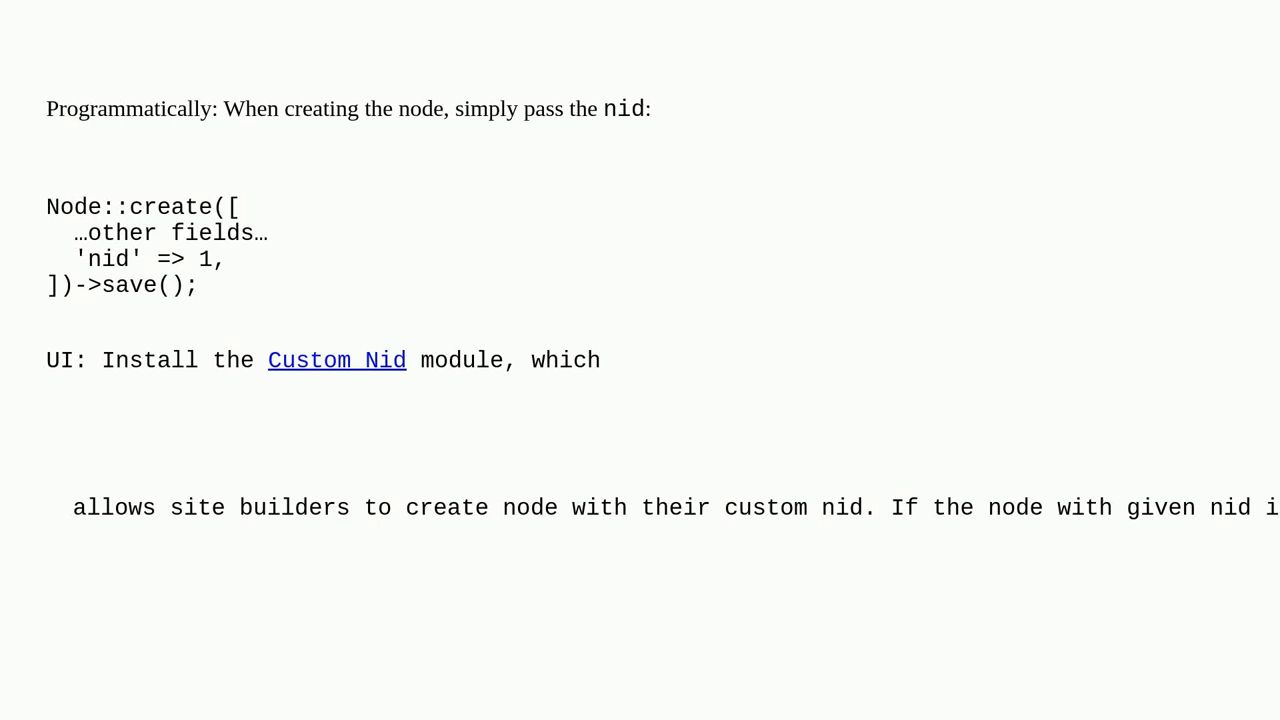 Programmatically: When creating the node, simply pass the nid:
Node::create([
  …other fields…
  'nid' => 1,
])->save();
UI: Install the Custom Nid module, which
allows site builders to create node with their custom nid. If the node with given nid